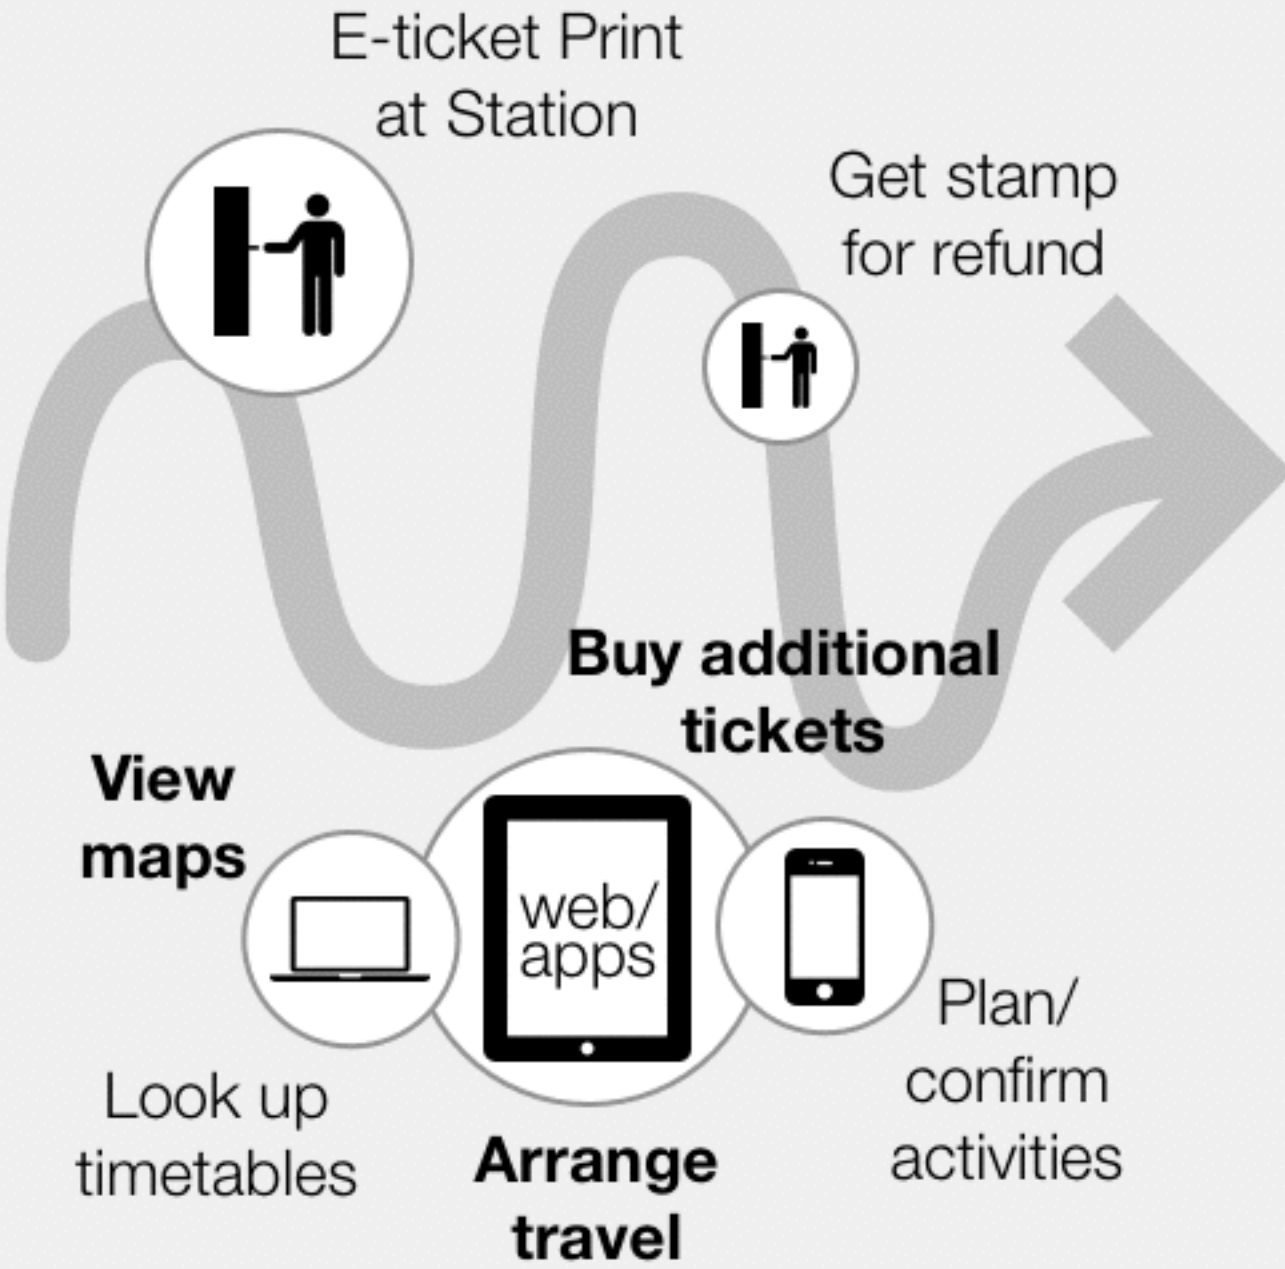 E-ticket Print
at Station
Get stamp
for refund
Buy additional
tickets
View
maps
web/
apps
Plan/
confirm
activities
Look up
timetables
Arrange
travel